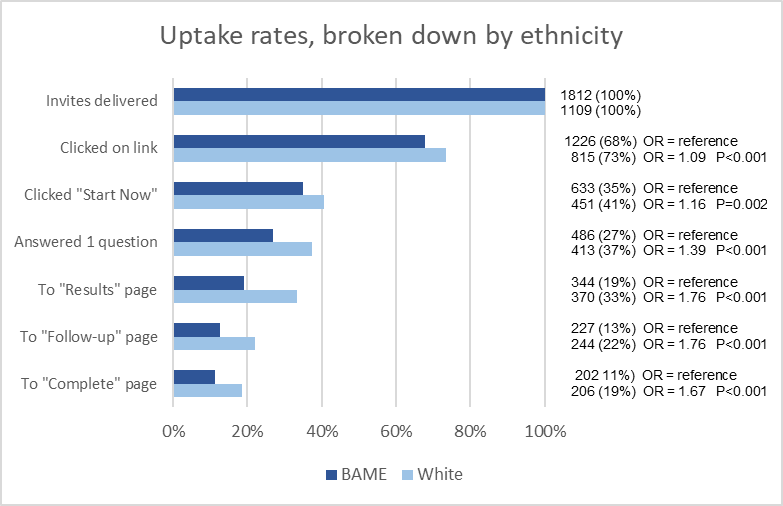 Uptake rates, broken down by ethnicity
Invites delivered
1812 (100%)
1109 (100%)
Clicked on link
1226 (68%) OR = reference
815 (73%) OR = 1.09 P<0.001
Clicked "Start Now"
633 (35%) OR = reference
451 (41%) OR = 1.16 P=0.002
Answered 1 question
486 (27%) OR = reference
413 (37%) OR = 1.39 P<0.001
To "Results" page
344 (19%) OR = reference
370 (33%) OR = 1.76 P<0.001
To "Follow-up" page
227 (13%) OR = reference
244 (22%) OR = 1.76 P<0.001
To "Complete" page
202 11%) OR = reference
206 (19%) OR = 1.67 P<0.001
0% 20% 40% 60% 80% 100%
BAME White